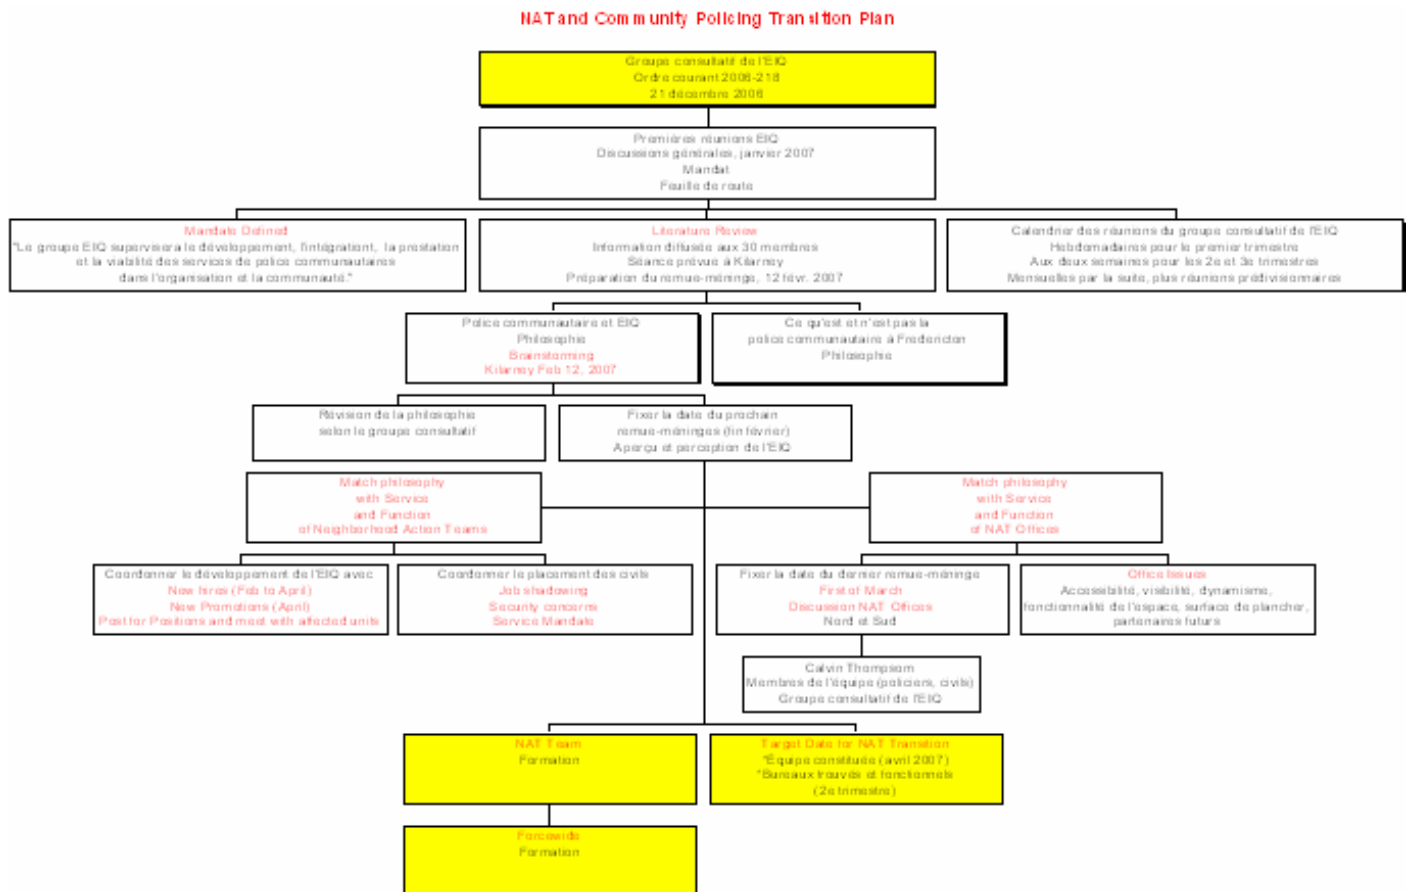 NAT and Community Policing Transition Plan
Groupe consultatif de l'EIQ
Ordre courant 2006-218
21 décembre 2006
Premières réunions EIQ
Discussions générales, janvier 2007
Mandat
Feuille de route
Mandate Defined
"Le groupe EIQ supervisera le développement, l'intégrationt, la prestation
et la viabilité des services de police communautaires
dans l'organisation et la communauté."
Literature Review
Information diffusée aux 30 membres
Séance prévue à Kilarney
Préparation du remue-méninge, 12 févr. 2007
Calendrier des réunions du groupe consultatif de l'EIQ
Hebdomadaires pour le premier trimestre
Aux deux semaines pour les 2e et 3e trimestres
Mensuelles par la suite, plus réunions prédivisionnaires
Police communautaire et EIQ
Philosophie
Brainstorming
Kilarney Feb 12, 2007
Ce qu'est et n'est pas la
police communautaire à Fredericton
Philosophie
Révision de la philosophie
selon le groupe consultatif
Fixer la date du prochain
remue-méninges (fin février)
Aperçu et perception de l'EIQ
Match philosophy
with Service
and Function
of Neighborhood Action Teams
Match philosophy
with Service
and Function
of NAT Offices
Coordonner le développement de l'EIQ avec
New hires (Feb to April)
New Promotions (April)
Post for Positions and meet with affected units
Coordonner le placement des civils
Job shadowing
Security concerns
Service Mandate
Fixer la date du dernier remue-méninge
First of March
Discussion NAT Offices
Nord et Sud
Office Issues
Accessibilité, visibilité, dynamisme,
fonctionnalité de l'espace, surface de plancher,
partenaires futurs
Calvin Thompsom
Membres de l'équipe (policiers, civils)
Groupe consultatif de l'EIQ
NAT Team
Formation
Target Date for NAT Transition
*Équipe constituée (avril 2007)
*Bureaux trouvés et fonctionnels
(2e trimestre)
Forcewide
Formation